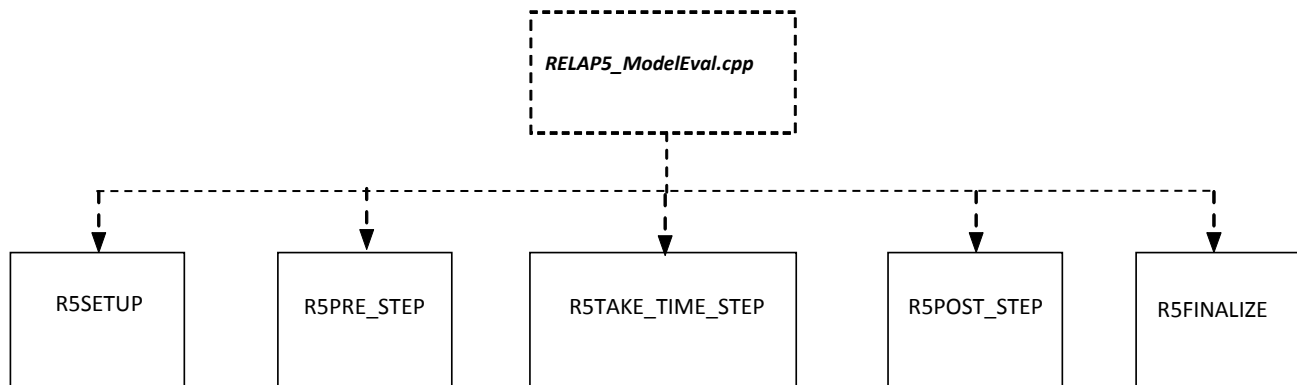 RELAP5_ModelEval.cpp
R5SETUP
R5PRE_STEP
R5TAKE_TIME_STEP
R5POST_STEP
R5FINALIZE